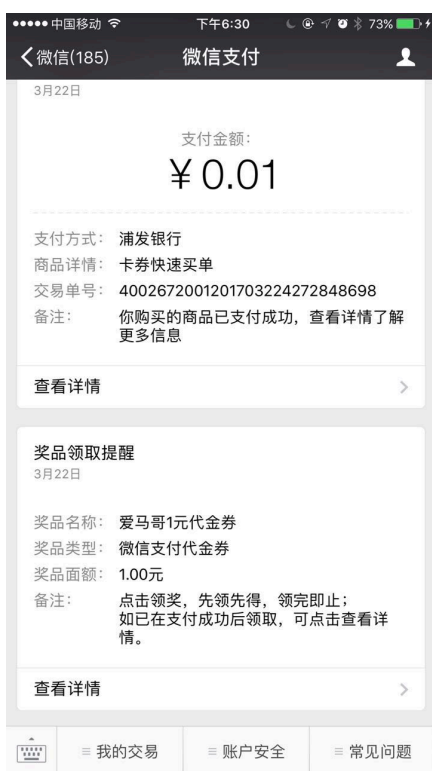 中国移动 下午6:30 73%
微信(185) 微信支付
3月22日
支付金额：
￥0.01
支付方式： 浦发银行
商品详情： 卡券快速买单
交易单号： 4002672001201703224272848698
备注： 你购买的商品已支付成功，查看详情了解
更多信息
查看详情
奖品领取提醒
3月22日
奖品名称： 爱马哥1元代金券
奖品类型： 微信支付代金券
奖品面额： 1.00元
备注： 点击领奖，先领先得，领完即止；
如已在支付成功后领取，可点击查看详
情。
查看详情
我的交易 账户安全 常见问题